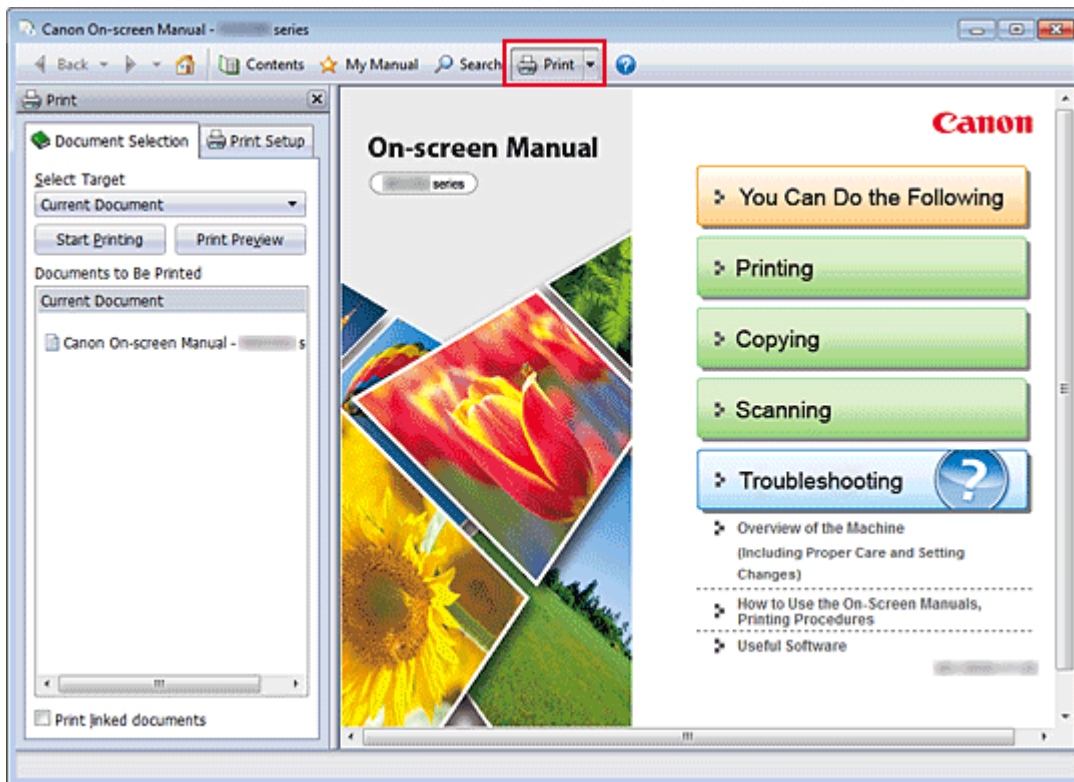 Canon On-screen Manual - series
Back Contents My Manual Search Print
Print
Document Selection Print Setup
Select Target
Current Document
Start Printing Print Preview
Documents to Be Printed
Current Document
Canon On-screen Manual - s
Print linked documents
On-screen Manual
series
Canon
You Can Do the Following
Printing
Copying
Scanning
Troubleshooting
Overview of the Machine
(Including Proper Care and Setting
Changes)
How to Use the On-Screen Manuals,
Printing Procedures
Useful Software